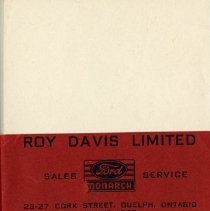 ROY DAVIS LIMITED
SALES Ford SERVICE
MONARCH
23-27 CORK STREET, GUELPH, ONTARIO